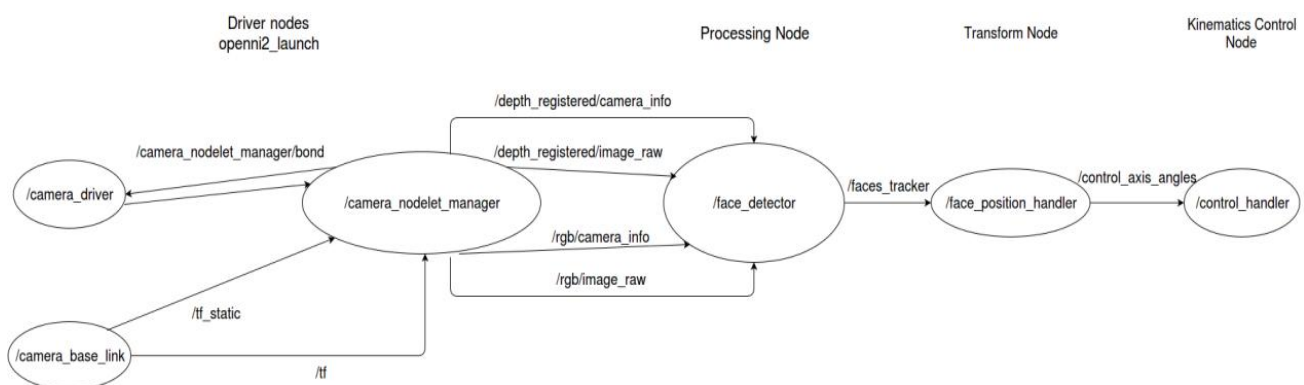 Driver nodes
openni2_launch
Processing Node
Transform Node
Kinematics Control
Node
/depth_registered/camera_info
/camera_nodelet_manager/bond
/depth_registered/image_raw
/camera_driver
/camera_nodelet_manager
/face_detector
/faces_tracker
/face_position_handler
/control_axis_angles
/control_handler
/rgb/camera_info
/rgb/image_raw
/tf_static
/camera_base_link
/tf